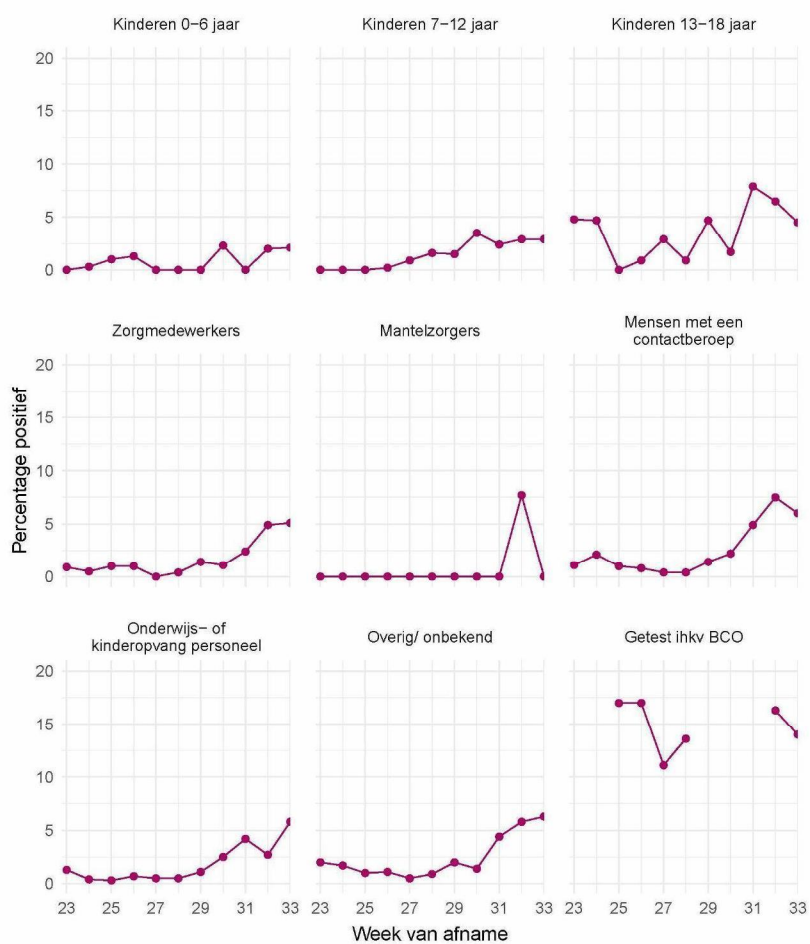 Kinderen 0−6 jaar
Kinderen 7−12 jaar
Kinderen 13−18 jaar
20
15
10
5
0
Zorgmedewerkers
Mantelzorgers
Mensen met een
contactberoep
20
15
10
5
0
Percentage positief
Onderwijs− of
kinderopvang personeel
Overig/ onbekend
Getest ihkv BCO
20
15
10
5
0
23 25 27 29 31 33
23 25 27 29 31 33
23 25 27 29 31 33
Week van afname